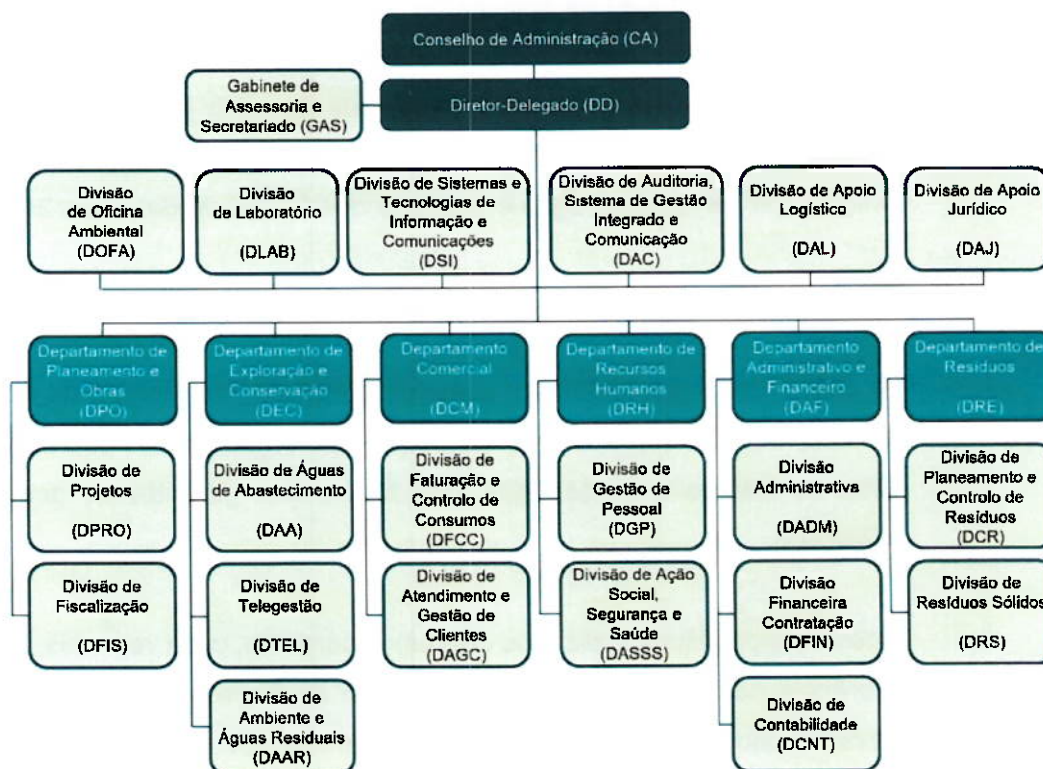 Conselho de Administração (CA)
Gabinete de
Assessoria e
Secretariado (GAS)
Diretor-Delegado (DD)
Divisão
de Oficina
Ambiental
(DOFA)
Divisão
de Laboratório
(DLAB)
Divisão de Sistemas e
Tecnologias de
Informação e
Comunicações
(DSI)
Divisão de Auditoria,
Sistema de Gestão
Integrado e
Comunicação
(DAC)
Divisão de Apoio
Logístico
(DAL)
Divisão de Apoio
Jurídico
(DAJ)
Departamento de
Planeamento e
Obras
(DPO)
Departamento de
Exploração e
Conservação
(DEC)
Departamento
Comercial
(DCM)
Departamento
Recursos
Humanos
(DRH)
Departamento
Administrativo e
Financeiro
(DAF)
Departamento de
Resíduos
(DRE)
Divisão de
Projetos
(DPRO)
Divisão de Águas
de Abastecimento
(DAA)
Divisão de
Faturação e
Controlo de
Consumos
(DFCC)
Divisão de
Gestão de
Pessoal
(DGP)
Divisão
Administrativa
(DADM)
Divisão de
Planeamento e
Controlo de
Resíduos
(DCR)
Divisão de
Fiscalização
(DFIS)
Divisão de
Telegestão
(DTEL)
Divisão de
Atendimento e
Gestão de
Clientes
(DAGC)
Divisão de Ação
Social,
Segurança e
Saúde
(DASSS)
Divisão
Financeira
Contratação
(DFIN)
Divisão de
Resíduos Sólidos
(DRS)
Divisão de
Ambiente e
Águas Residuais
(DAAR)
Divisão de
Contabilidade
(DCNT)